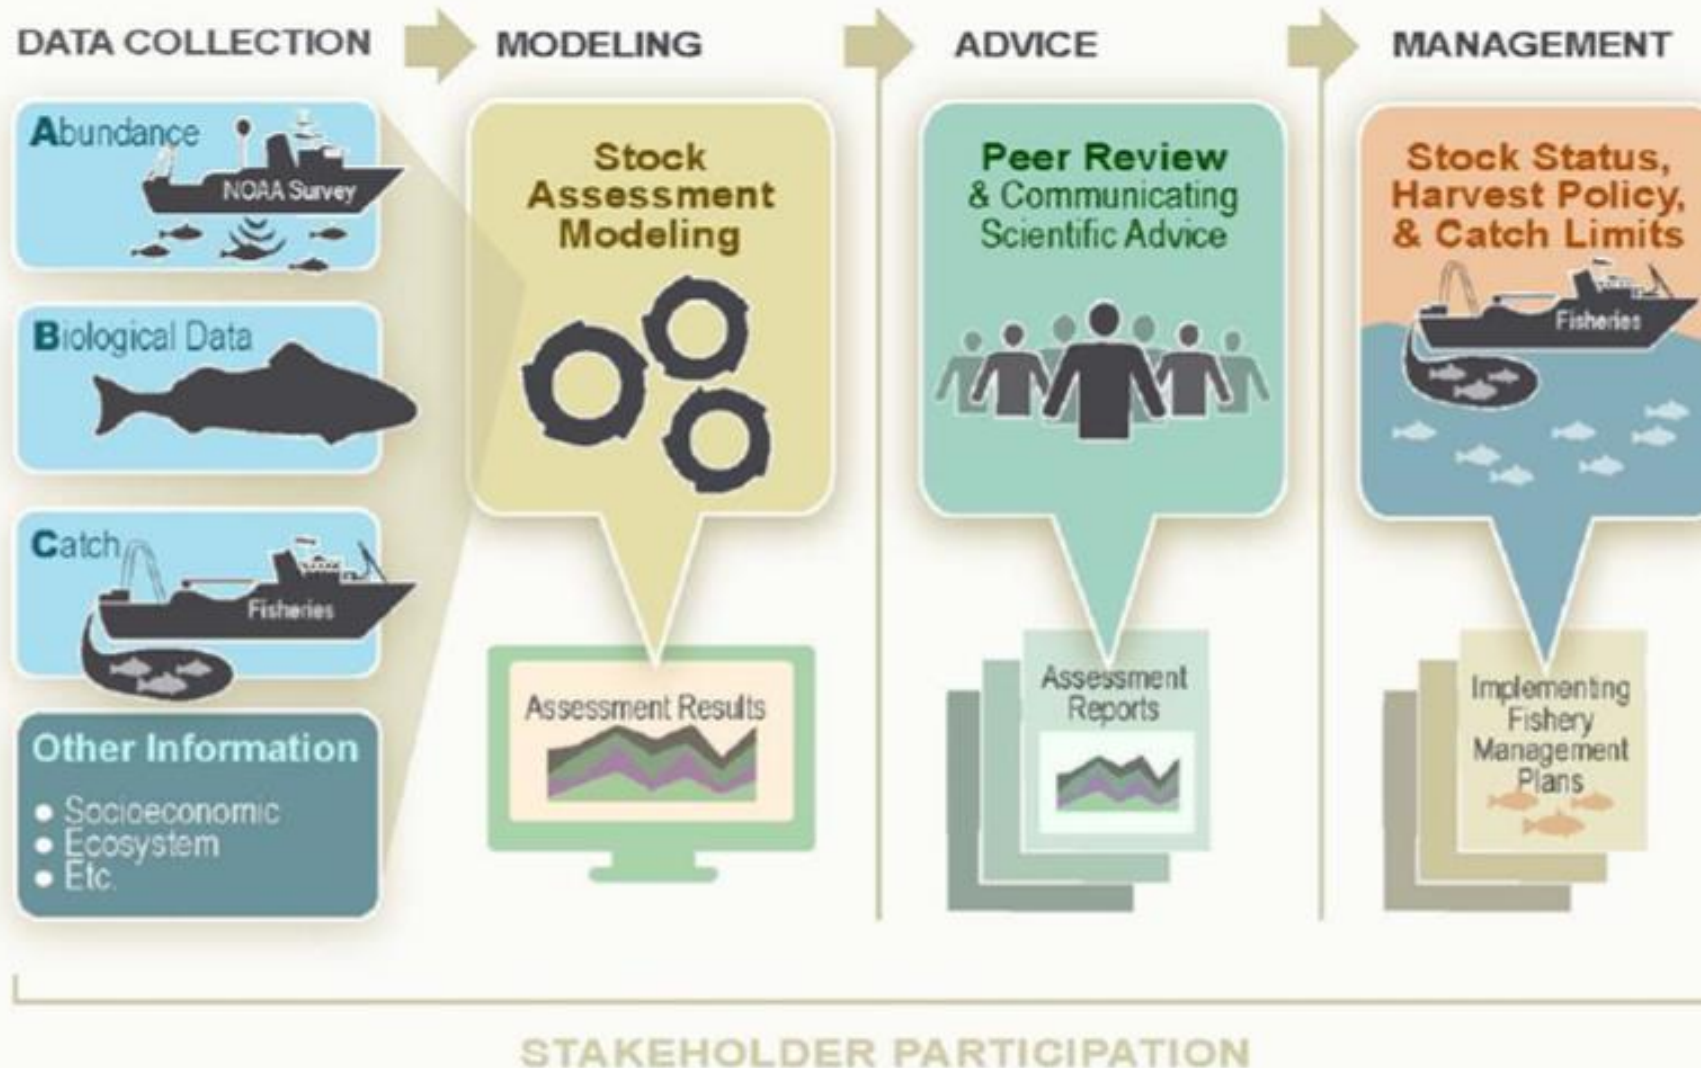 DATA COLLECTION
MODELING
ADVICE
MANAGEMENT
Abundance
NOAA Survey
Biological Data
Catch
Fisheries
Other Information
• Socioeconomic
• Ecosystem
• Etc.
Stock
Assessment
Modeling
Assessment Results
Peer Review
& Communicating
Scientific Advice
Assessment
Reports
Stock Status,
Harvest Policy,
& Catch Limits
Fisheries
Implementing
Fishery
Management
Plans
STAKEHOLDER PARTICIPATION